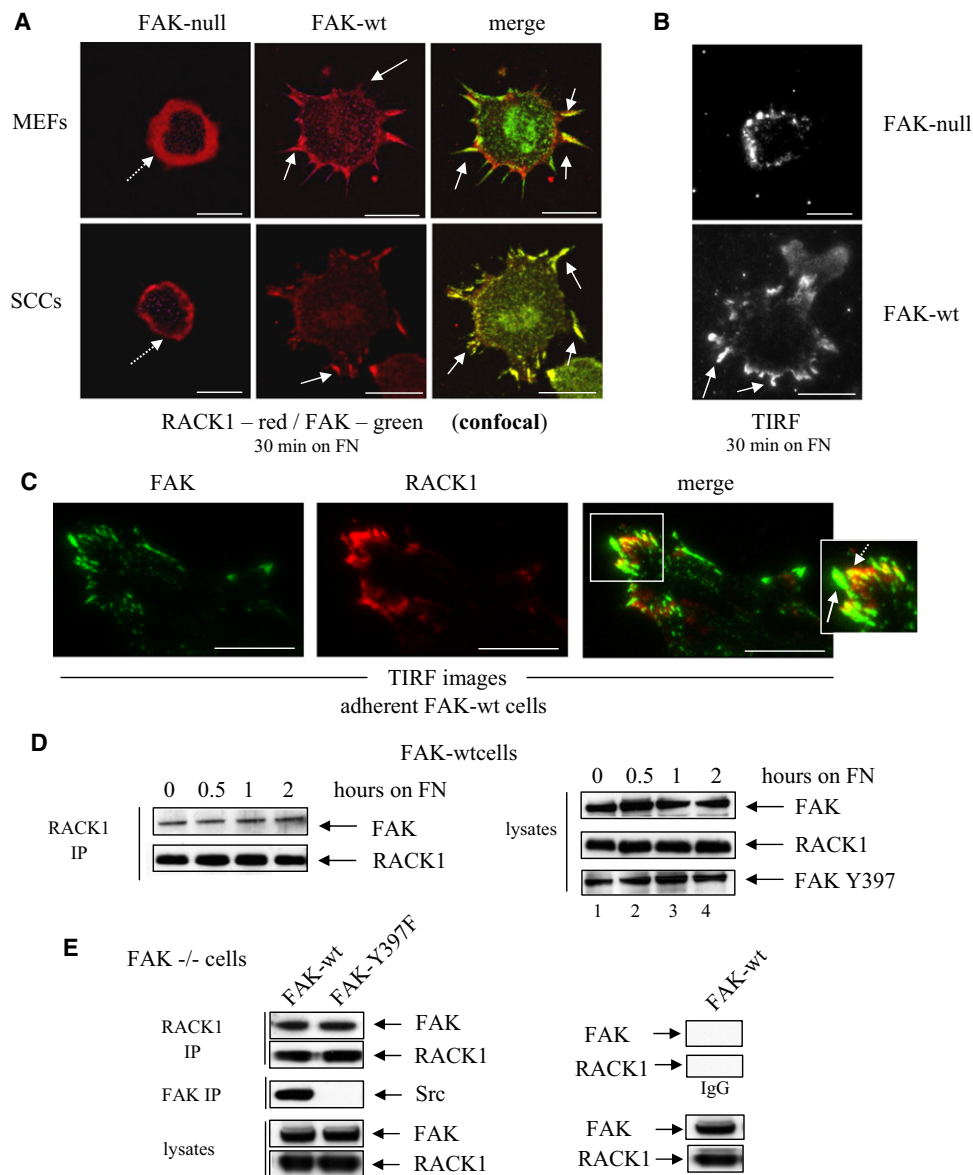 A
FAK-null FAK-wt merge
MEFs
SCCs
RACK1 – red / FAK – green (confocal)
30 min on FN
B
FAK-null
FAK-wt
TIRF
30 min on FN
C
FAK RACK1 merge
TIRF images
adherent FAK-wt cells
D
FAK-wtcells
0 0.5 1 2 hours on FN
RACK1
IP
FAK
RACK1
0 0.5 1 2 hours on FN
lysates
FAK
RACK1
FAK Y397
1 2 3 4
E
FAK -/- cells
FAK-wt FAK-Y397F
RACK1
IP
FAK
RACK1
FAK IP Src
lysates
FAK
RACK1
FAK-wt
FAK
RACK1
IgG
FAK
RACK1